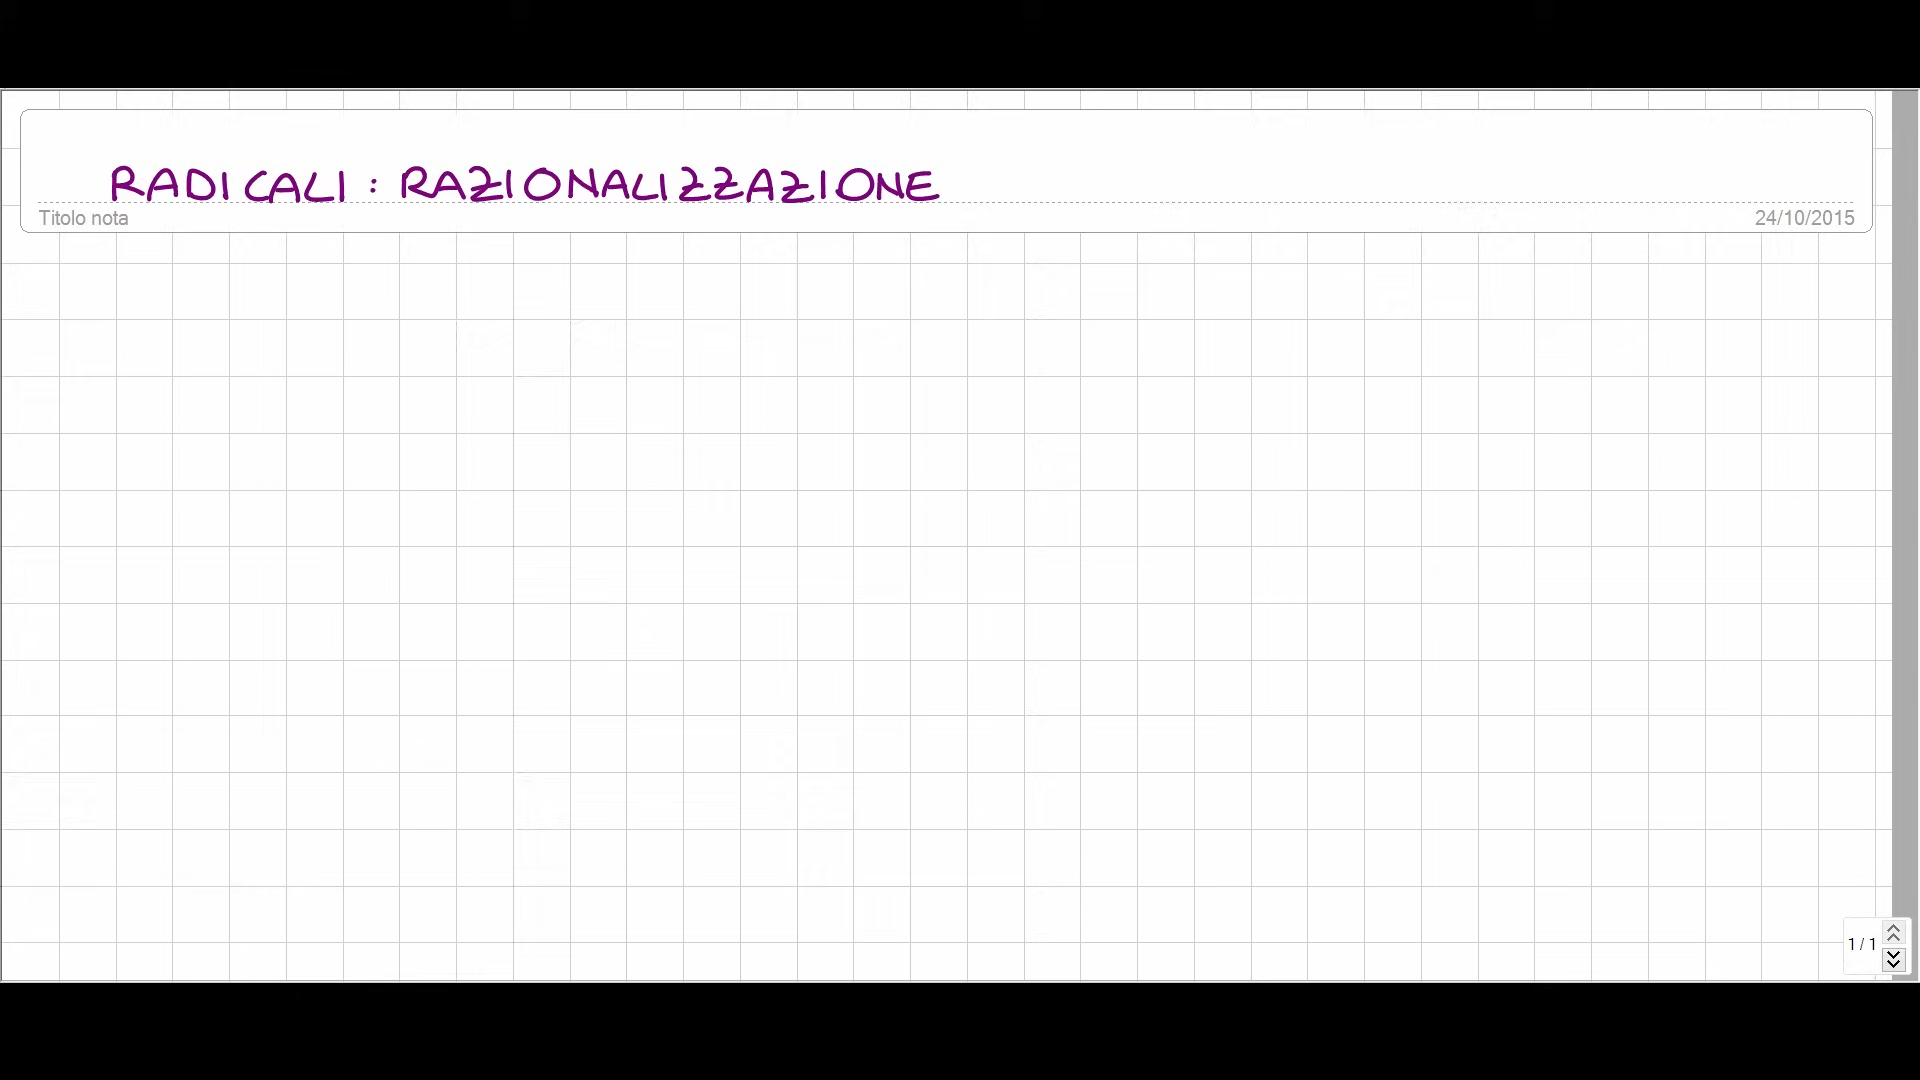 RADICALI : RAZIONALIZZAZIONE
Titolo nota
24/10/2015
1 / 1